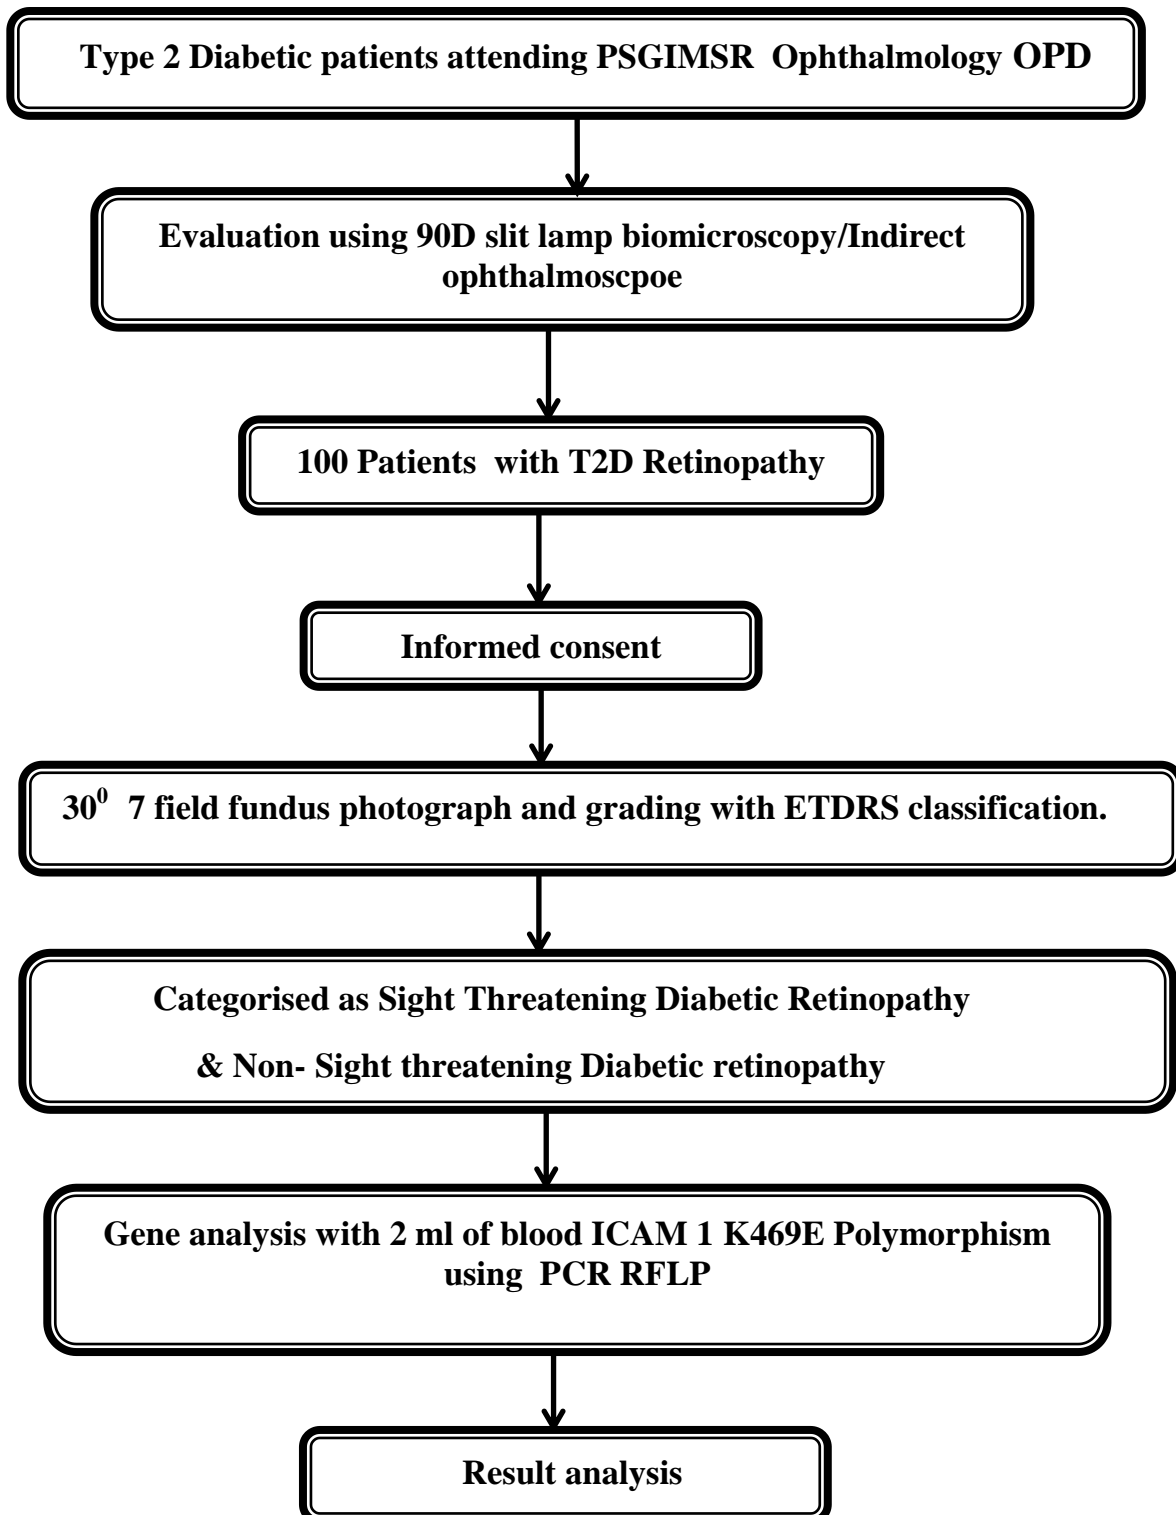 Type 2 Diabetic patients attending PSGIMSR Ophthalmology OPD
Evaluation using 90D slit lamp biomicroscopy/Indirect
ophthalmoscpoe
100 Patients with T2D Retinopathy
Informed consent
30⁰ 7 field fundus photograph and grading with ETDRS classification.
Categorised as Sight Threatening Diabetic Retinopathy
& Non- Sight threatening Diabetic retinopathy
Gene analysis with 2 ml of blood ICAM 1 K469E Polymorphism
using PCR RFLP
Result analysis